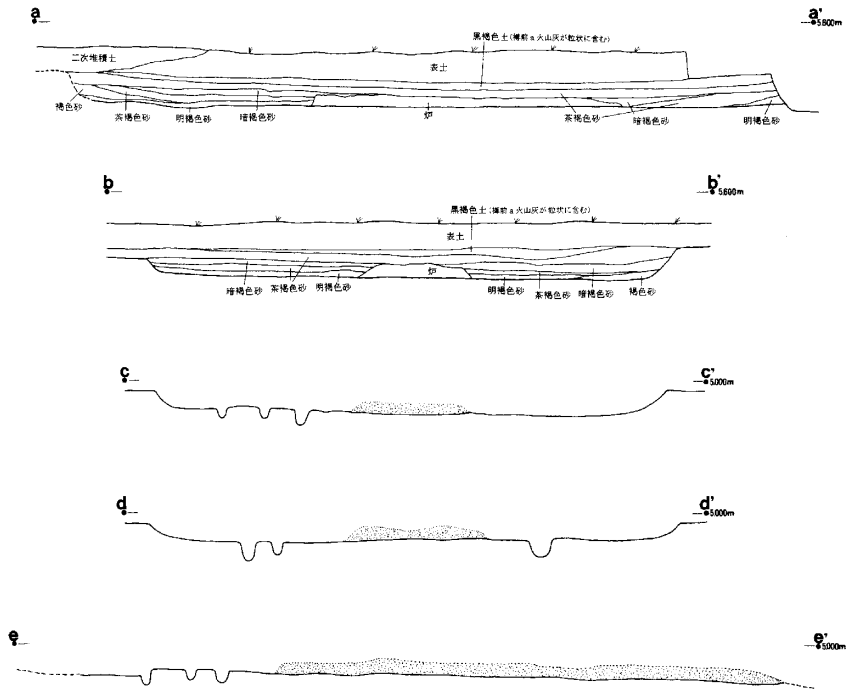 a a'
5.600m
黒褐色土(樽前a火山灰が粒状に含む)
二次堆積土
表土
褐色砂 茶褐色砂 明褐色砂 暗褐色砂 炉 茶褐色砂 暗褐色砂 明褐色砂
b b'
5.600m
黒褐色土(樽前a火山灰が粒状に含む)
表土
炉
暗褐色砂 茶褐色砂 明褐色砂 明褐色砂 茶褐色砂 暗褐色砂 褐色砂
c c'
5.000m
d d'
5.000m
e e'
5.000m